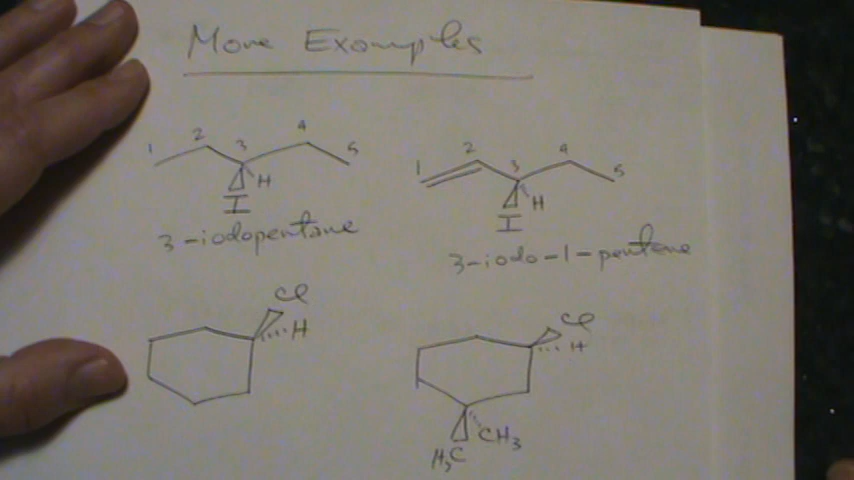 More Examples
1 2 3 4 5
H
I
3-iodopentane
1 2 3 4 5
H
I
3-iodo-1-pentene
Cl
H
Cl
H
CH3
H3C